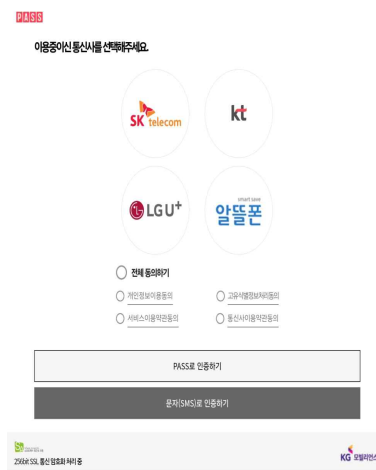 PASS
이용중이신 통신사를 선택해주세요.
SK telecom
kt
LG U+
smart save
알뜰폰
전체 동의하기
개인정보이용동의
고유식별정보처리동의
서비스이용약관동의
통신사이용약관동의
PASS로 인증하기
문자(SMS)로 인증하기
256bit SSL 통신 암호화 처리 중
KG 모빌리언스